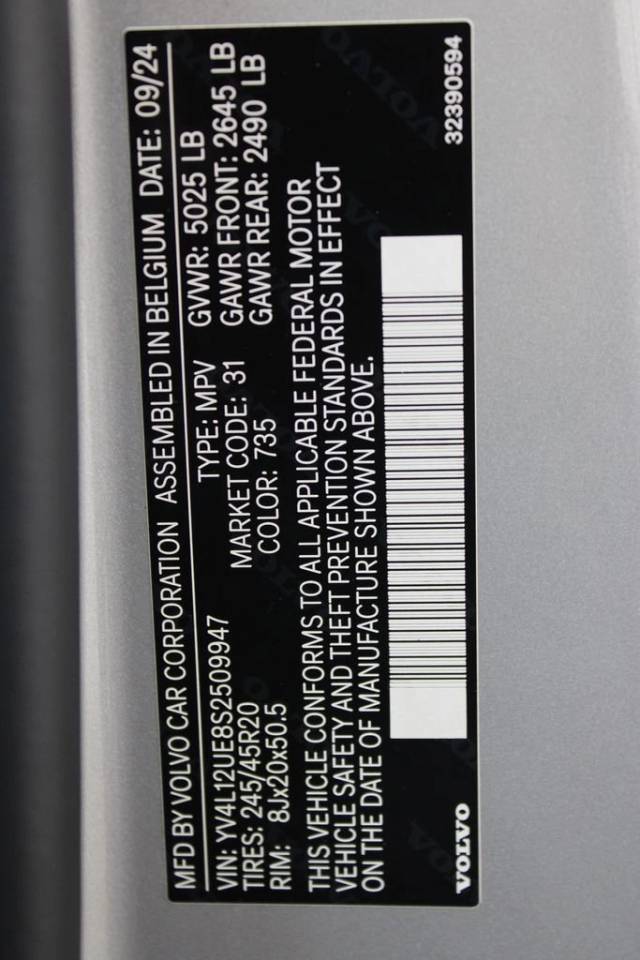 MFD BY VOLVO CAR CORPORATION ASSEMBLED IN BELGIUM DATE: 09/24
VIN: YV4L12UE8S2509947 TYPE: MPV GVWR: 5025 LB
TIRES: 245/45R20 MARKET CODE: 31 GAWR FRONT: 2645 LB
RIM: 8Jx20x50.5 COLOR: 735 GAWR REAR: 2490 LB
THIS VEHICLE CONFORMS TO ALL APPLICABLE FEDERAL MOTOR
VEHICLE SAFETY AND THEFT PREVENTION STANDARDS IN EFFECT
ON THE DATE OF MANUFACTURE SHOWN ABOVE.
VOLVO 32390594